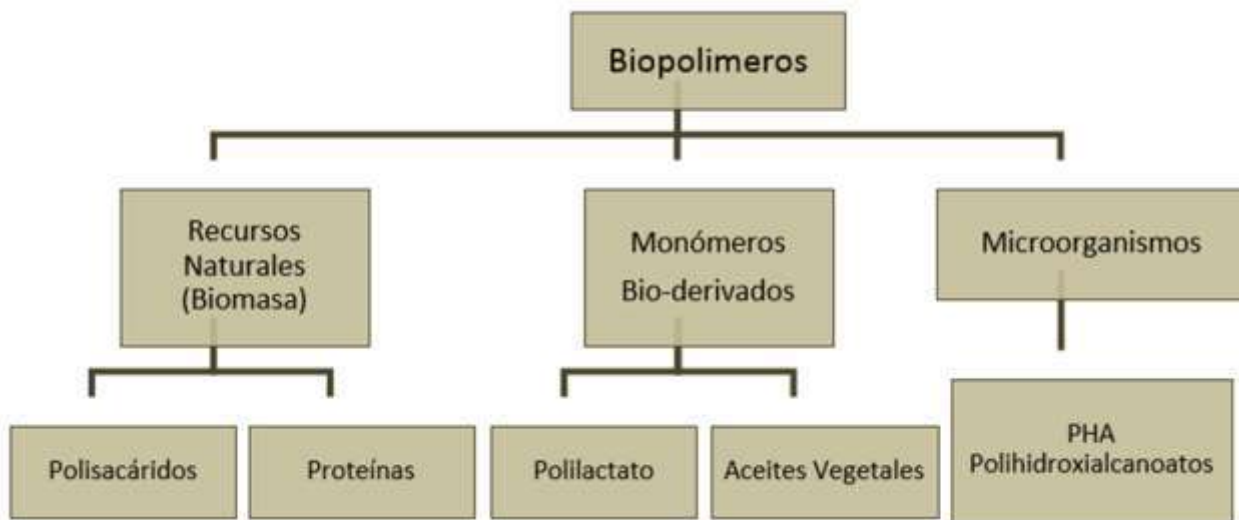 Biopolimeros
Recursos
Naturales
(Biomasa)
Monómeros
Bio-derivados
Microorganismos
Polisacáridos
Proteínas
Polilactato
Aceites Vegetales
PHA
Polihidroxialcanoatos